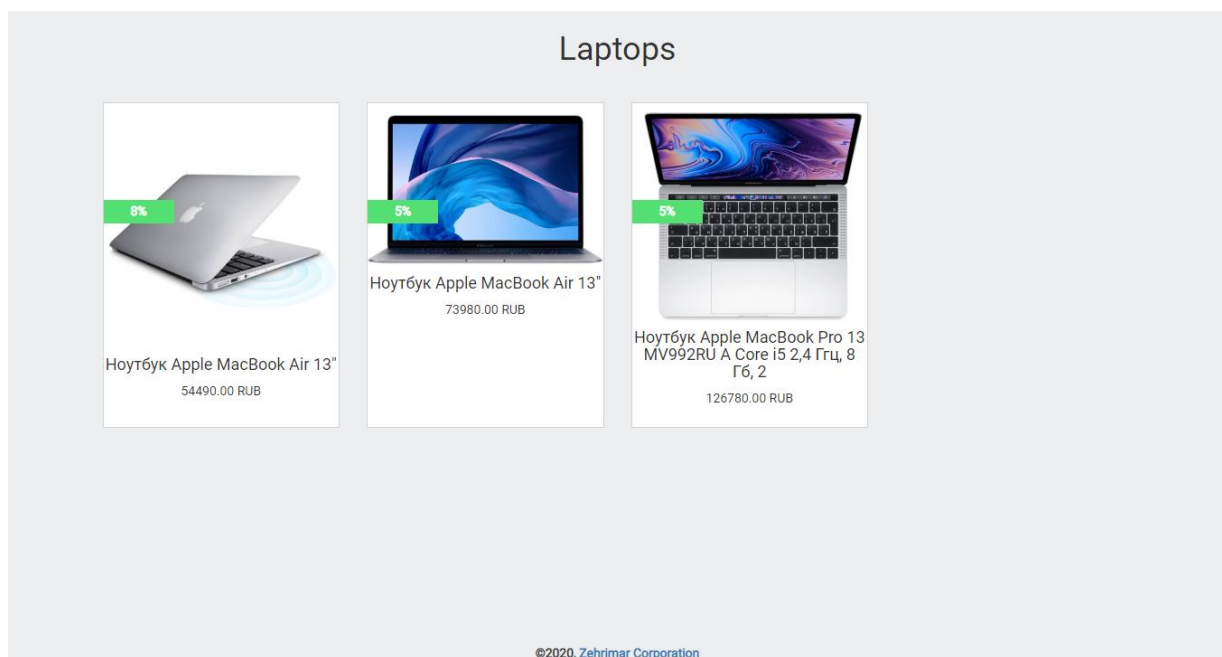 Laptops
8%
Ноутбук Apple MacBook Air 13"
54490.00 RUB
5%
Ноутбук Apple MacBook Air 13"
73980.00 RUB
5%
Ноутбук Apple MacBook Pro 13
MV992RU A Core i5 2,4 Ггц, 8
Гб, 2
126780.00 RUB
©2020. Zehrimar Corporation